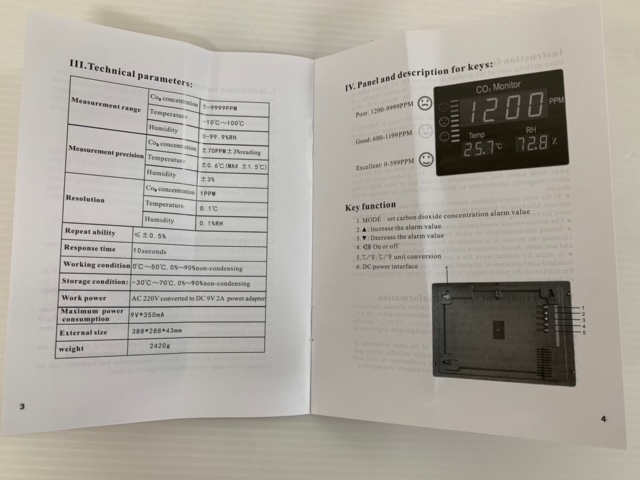 III.Technical parameters:
Measurement range
Co₂ concentration 0~9999PPM
Temperature -10℃~100℃
Humidity 0~99.9%RH
Measurement precision
Co₂ concentration ±70PPM±3%reading
Temperature ±0.6℃(MAX ±1.5℃)
Humidity ±3%
Resolution
Co₂ concentration 1PPM
Temperature 0.1℃
Humidity 0.1%RH
Repeat ability ≤±0.5%
Response time 10seconds
Working condition 0℃~50℃, 0%~90%non-condensing
Storage condition: -30℃~70℃, 0%~90%non-condensing
Work power AC 220V converted to DC 9V 2A power adapter
Maximum power consumption 9V*350mA
External size 388*288*43mm
weight 2420g
3
IV. Panel and description for keys:
Poor: 1200-9999PPM
Good: 600-1199PPM
Excellent: 0-599PPM
CO₂ Monitor
1200 PPM
Temp RH
25.7℃ 72.8 %
Key function
1. MODE set carbon dioxide concentration alarm value
2. ▲: Increase the alarm value
3. ▼: Decrease the alarm value
4. On or off
5. ℃/℉: ℃/℉ unit conversion
6. DC power interface
1
2
3
4
5
4